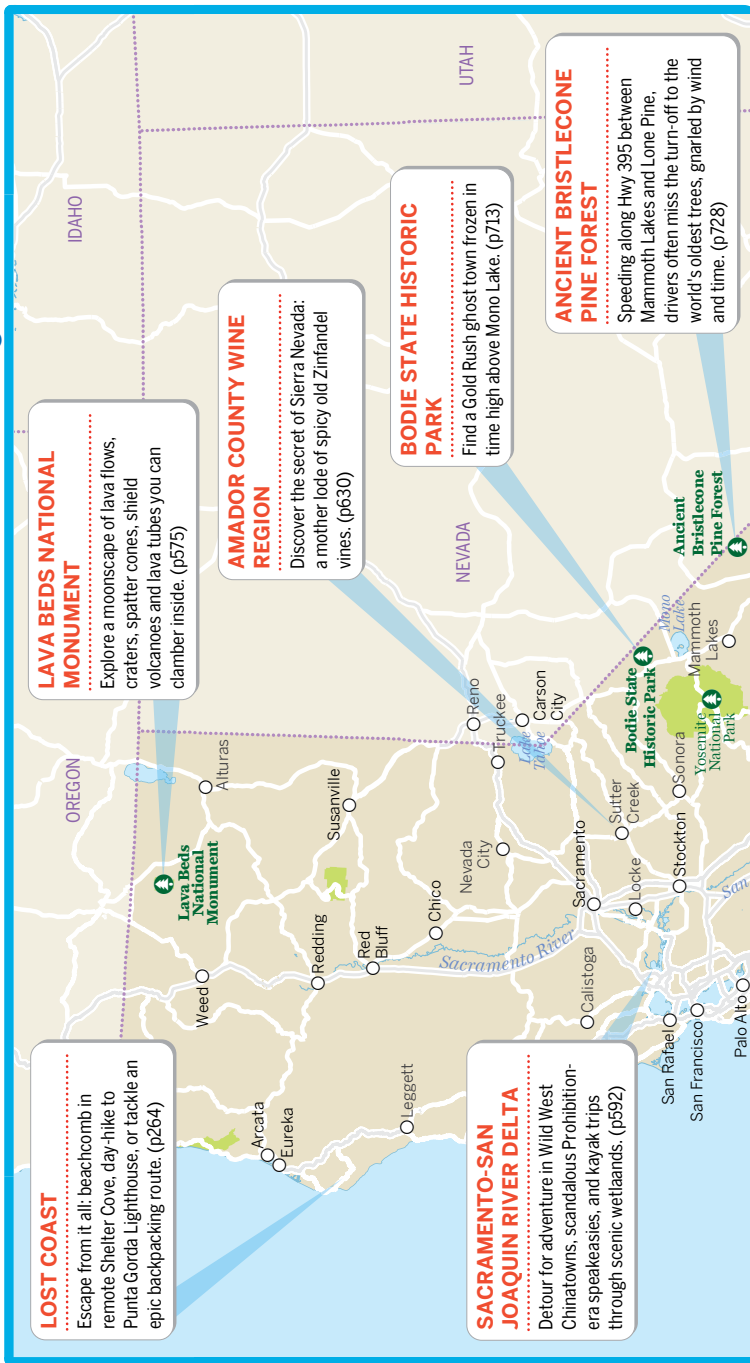 LOST COAST
Escape from it all: beachcomb in
remote Shelter Cove, day-hike to
Punta Gorda Lighthouse, or tackle an
epic backpacking route. (p264)
LAVA BEDS NATIONAL
MONUMENT
Explore a moonscape of lava flows,
craters, spatter cones, shield
volcanoes and lava tubes you can
clamber inside. (p575)
AMADOR COUNTY WINE
REGION
Discover the secret of Sierra Nevada:
a mother lode of spicy old Zinfandel
vines. (p630)
BODIE STATE HISTORIC
PARK
Find a Gold Rush ghost town frozen in
time high above Mono Lake. (p713)
ANCIENT BRISTLECONE
PINE FOREST
Speeding along Hwy 395 between
Mammoth Lakes and Lone Pine,
drivers often miss the turn-off to the
world's oldest trees, gnarled by wind
and time. (p728)
SACRAMENTO-SAN
JOAQUIN RIVER DELTA
Detour for adventure in Wild West
Chinatowns, scandalous Prohibition-
era speakeasies, and kayak trips
through scenic wetlaands. (p592)
OREGON
IDAHO
NEVADA
UTAH
Lava Beds
National
Monument
Alturas
Weed
Arcata
Eureka
Redding
Susanville
Red
Bluff
Leggett
Chico
Sacramento River
Nevada
City
Reno
Truckee
Lake
Tahoe
Carson
City
Calistoga
Sacramento
Sutter
Creek
Locke
Stockton
Sonora
Bodie State
Historic Park
Mono
Lake
Mammoth
Lakes
Yosemite
National
Park
Ancient
Bristlecone
Pine Forest
San Rafael
San Francisco
Palo Alto
San